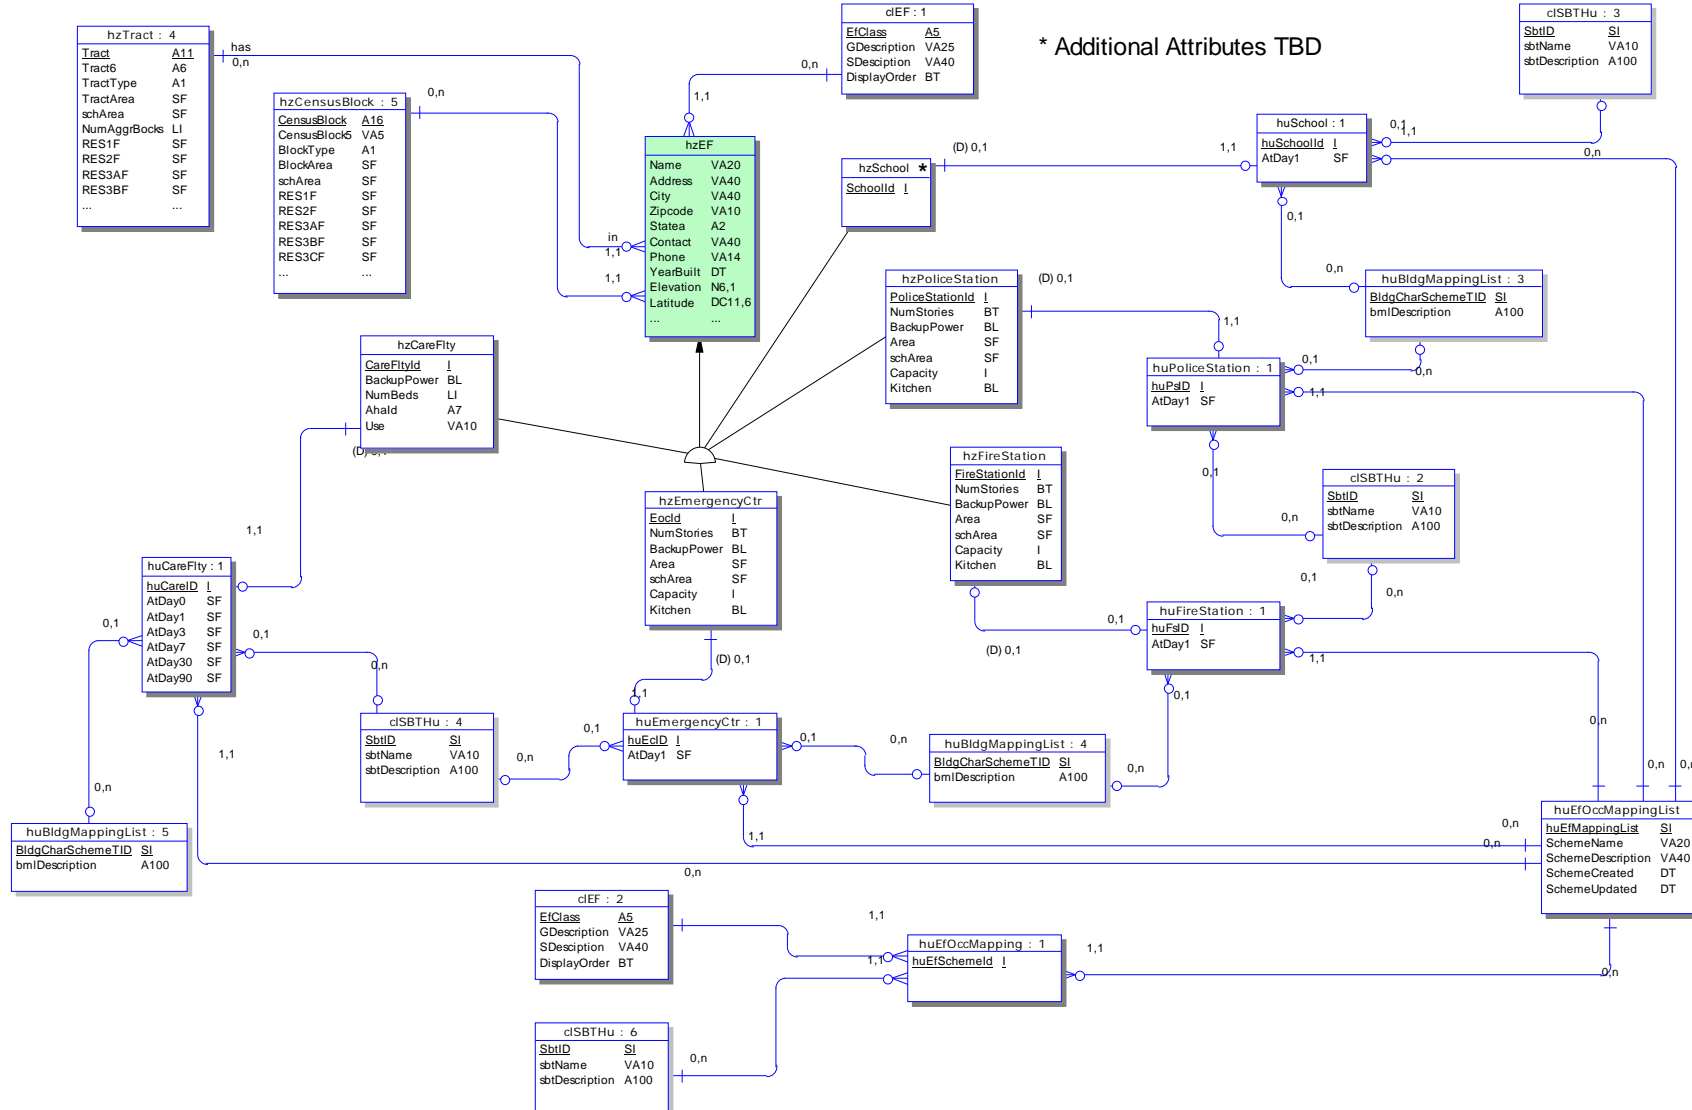 clEF : 1
EfClass A5
GDescription VA25
SDesciption VA40
DisplayOrder BT
* Additional Attributes TBD
clSBTHu : 3
SbtID SI
sbtName VA10
sbtDescription A100
hzTract : 4
Tract A11
Tract6 A6
TractType A1
TractArea SF
schArea SF
NumAggrBocks LI
RES1F SF
RES2F SF
RES3AF SF
RES3BF SF
... ...
has
0,n
hzCensusBlock : 5
CensusBlock A16
CensusBlock5 VA5
BlockType A1
BlockArea SF
schArea SF
RES1F SF
RES2F SF
RES3AF SF
RES3BF SF
RES3CF SF
... ...
0,n
0,n
1,1
hzEF
Name VA20
Address VA40
City VA40
Zipcode VA10
Statea A2
Contact VA40
Phone VA14
YearBuilt DT
Elevation N6,1
Latitude DC11,6
... ...
in
1,1
1,1
hzSchool *
SchoolId I
(D) 0,1
1,1
huSchool : 1
huSchoolId I
AtDay1 SF
0,1
1,1
0,n
0,1
0,n
huBldgMappingList : 3
BldgCharSchemeTID SI
bmlDescription A100
hzPoliceStation
PoliceStationId I
NumStories BT
BackupPower BL
Area SF
schArea SF
Capacity I
Kitchen BL
(D) 0,1
1,1
huPoliceStation : 1
huPsID I
AtDay1 SF
0,1
0,n
1,1
0,1
0,n
clSBTHu : 2
SbtID SI
sbtName VA10
sbtDescription A100
0,1
0,n
hzCareFlty
CareFltyId I
BackupPower BL
NumBeds LI
AhaId A7
Use VA10
(D) 0,1
1,1
hzFireStation
FireStationId I
NumStories BT
BackupPower BL
Area SF
schArea SF
Capacity I
Kitchen BL
(D) 0,1
0,1
hzEmergencyCtr
EocId I
NumStories BT
BackupPower BL
Area SF
schArea SF
Capacity I
Kitchen BL
(D) 0,1
1,1
huFireStation : 1
huFsID I
AtDay1 SF
1,1
0,1
0,n
huCareFlty : 1
huCareID I
AtDay0 SF
AtDay1 SF
AtDay3 SF
AtDay7 SF
AtDay30 SF
AtDay90 SF
0,1
0,1
0,n
1,1
0,n
clSBTHu : 4
SbtID SI
sbtName VA10
sbtDescription A100
0,n
0,1
huEmergencyCtr : 1
huEcID I
AtDay1 SF
0,1
0,n
1,1
huBldgMappingList : 4
BldgCharSchemeTID SI
bmlDescription A100
0,n
0,n
huEfOccMappingList
huEfMappingList SI
SchemeName VA20
SchemeDescription VA40
SchemeCreated DT
SchemeUpdated DT
0,n
0,n
huBldgMappingList : 5
BldgCharSchemeTID SI
bmlDescription A100
0,n
clEF : 2
EfClass A5
GDescription VA25
SDesciption VA40
DisplayOrder BT
1,1
1,1
huEfOccMapping : 1
huEfSchemeId I
1,1
0,n
clSBTHu : 6
SbtID SI
sbtName VA10
sbtDescription A100
0,n